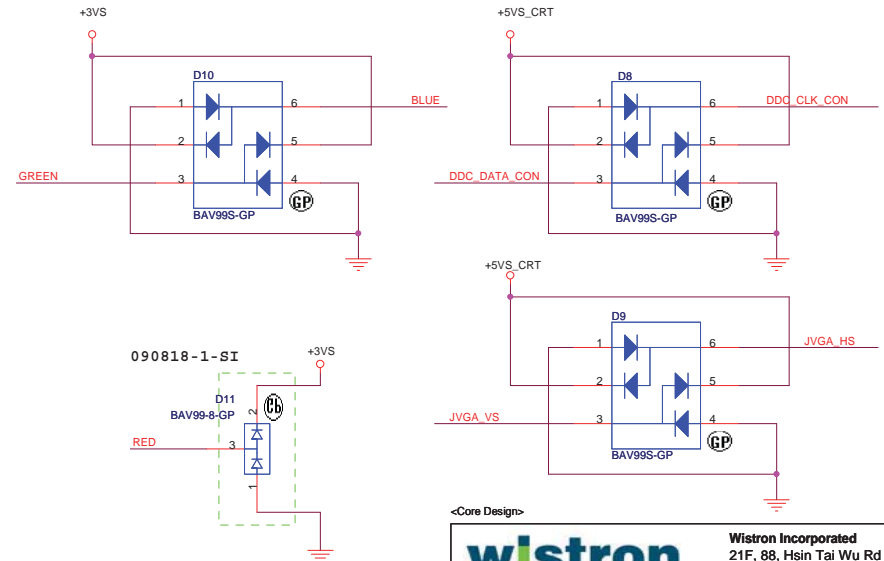 +3VS
D10
1
6
BLUE
2
5
GREEN
3
4
GP
BAV99S-GP
+5VS_CRT
D8
1
6
DDC_CLK_CON
2
5
DDC_DATA_CON
3
4
GP
BAV99S-GP
+5VS_CRT
D9
1
6
JVGA_HS
2
5
JVGA_VS
3
4
GP
BAV99S-GP
090818-1-SI
+3VS
D11
BAV99-8-GP
2
RED
3
1
<Core Design>
wistron
Wistron Incorporated
21F, 88, Hsin Tai Wu Rd